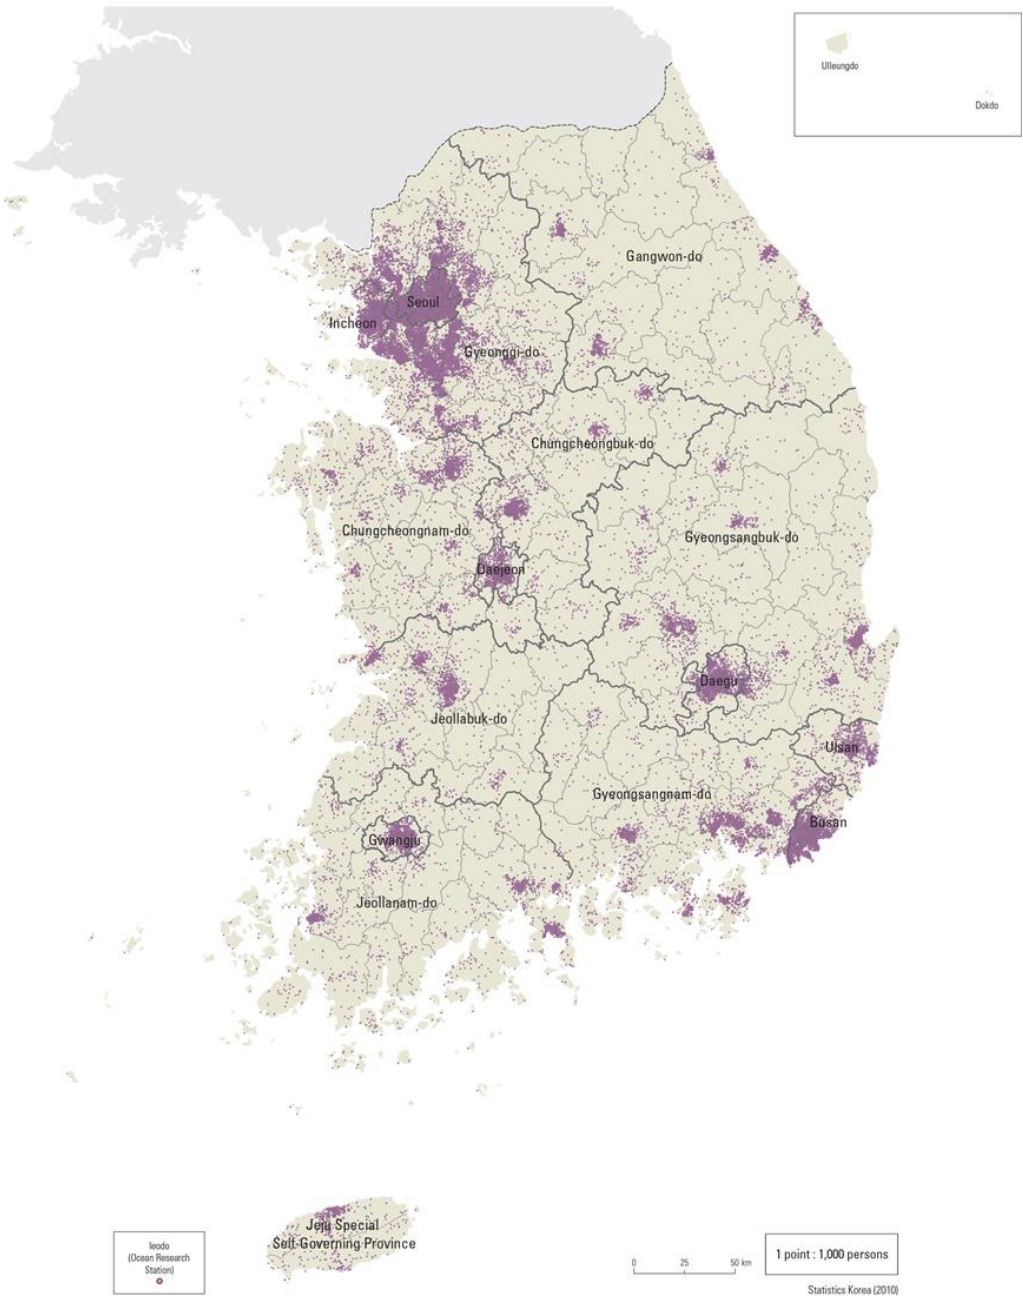 Ulleungdo
Dokdo
Gangwon-do
Seoul
Incheon
Gyeonggi-do
Chungcheongbuk-do
Chungcheongnam-do
Gyeongsangbuk-do
Daejeon
Daegu
Jeollabuk-do
Ulsan
Gyeongsangnam-do
Busan
Gwangju
Jeollanam-do
Jeju Special
Self-Governing Province
Ieodo
(Ocean Research
Station)
0 25 50 km
1 point : 1,000 persons
Statistics Korea (2010)